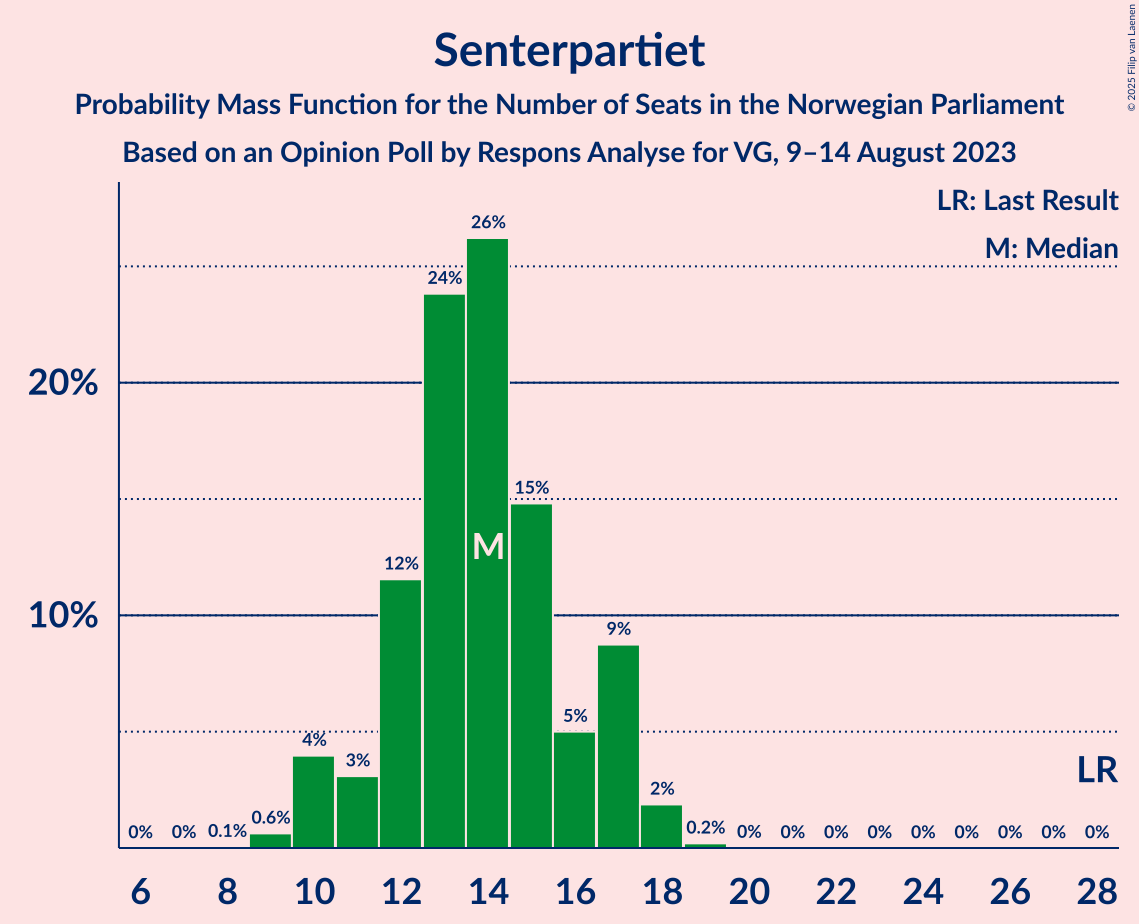 Senterpartiet
Probability Mass Function for the Number of Seats in the Norwegian Parliament
Based on an Opinion Poll by Respons Analyse for VG, 9–14 August 2023
© 2025 Filip van Laenen
LR: Last Result
M: Median
26%
24%
20%
15%
M
12%
10%
9%
5%
4%
3%
LR
2%
0% 0% 0.1% 0.6% 0.2% 0% 0% 0% 0% 0% 0% 0% 0% 0%
6 8 10 12 14 16 18 20 22 24 26 28